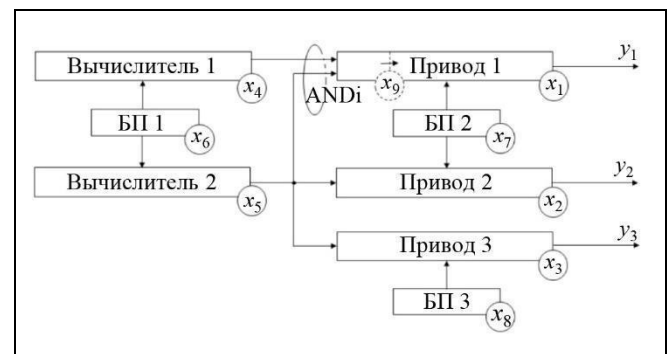 Вычислитель 1
x4
ANDi
x9
Привод 1
x1
y1
БП 1
x6
БП 2
x7
Вычислитель 2
x5
Привод 2
x2
y2
Привод 3
x3
y3
БП 3
x8